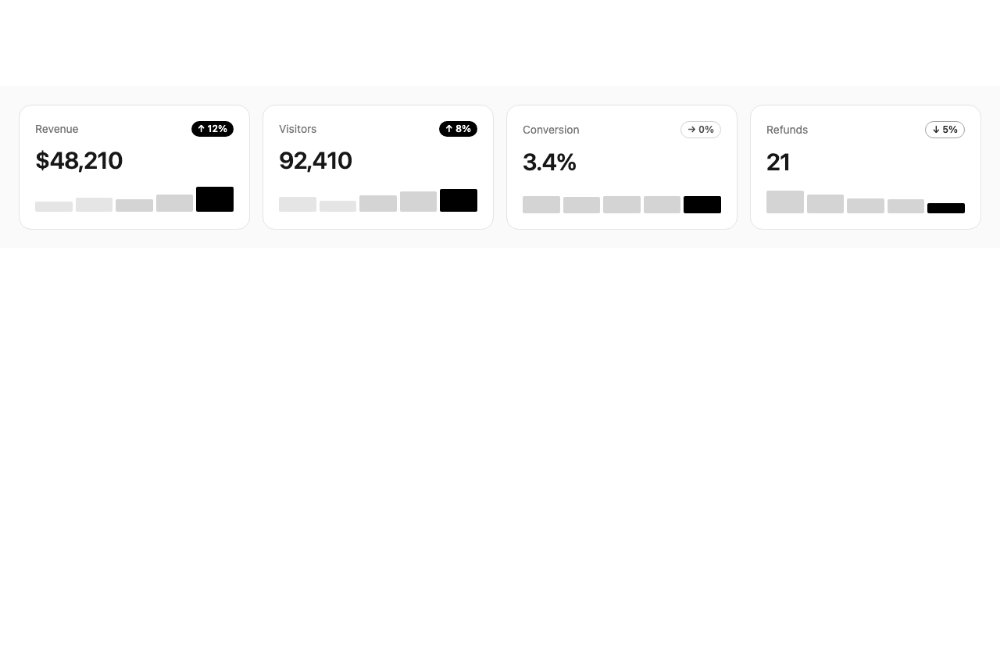 Revenue
↑ 12%
$48,210
Visitors
↑ 8%
92,410
Conversion
→ 0%
3.4%
Refunds
↓ 5%
21